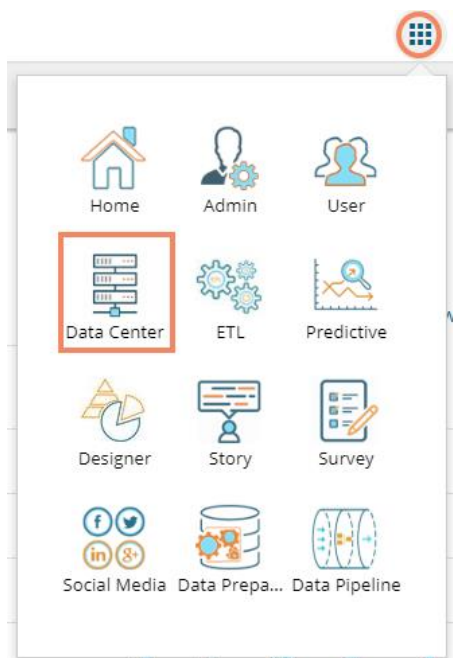 Home Admin User
Data Center ETL Predictive
Designer Story Survey
Social Media Data Prepa... Data Pipeline